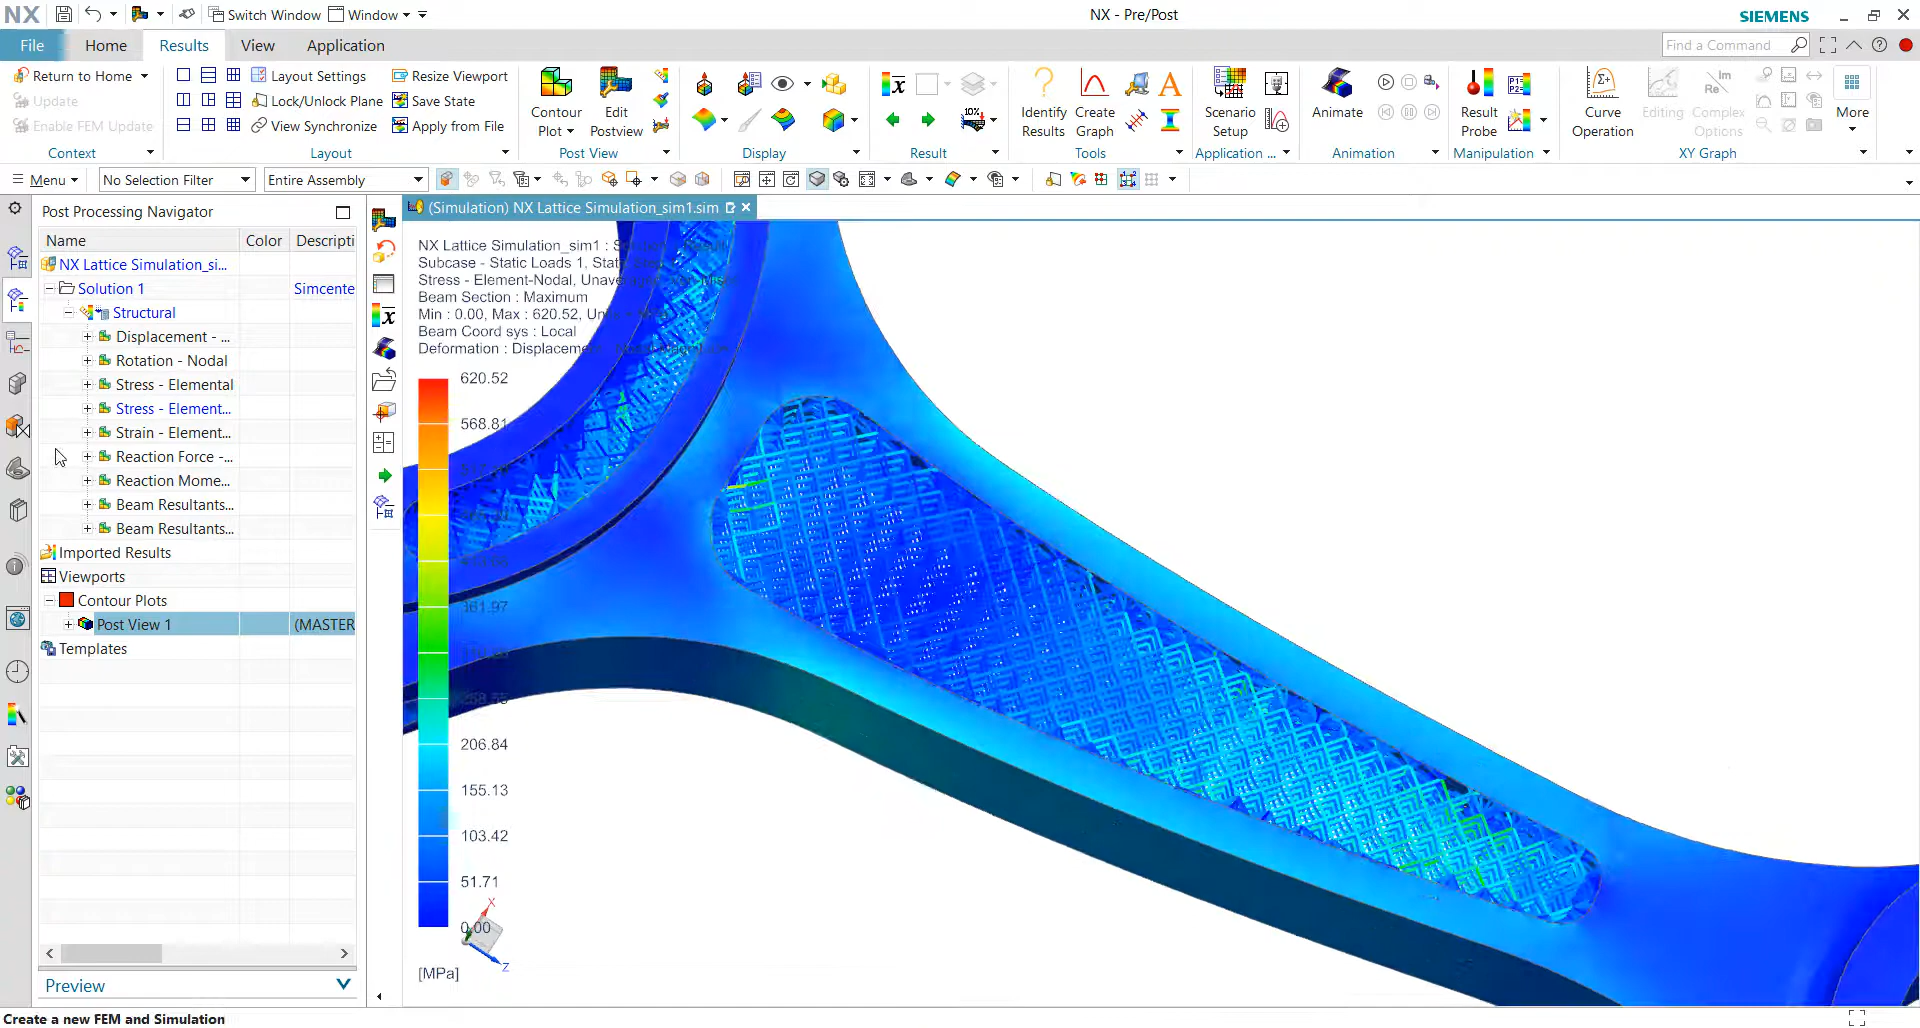 NX
Switch Window
Window
NX - Pre/Post
SIEMENS
File
Home
Results
View
Application
Find a Command
Return to Home
Update
Enable FEM Update
Context
Layout Settings
Lock/Unlock Plane
View Synchronize
Resize Viewport
Save State
Apply from File
Layout
Contour
Plot
Edit
Postview
Post View
Display
10%
Result
Identify
Results
Create
Graph
Tools
Scenario
Setup
Application ...
Animate
Animation
P1=
P2=
Result
Probe
Manipulation
Curve
Operation
Editing
Im
Re
Complex
Options
XY Graph
More
Menu
No Selection Filter
Entire Assembly
Post Processing Navigator
(Simulation) NX Lattice Simulation_sim1.sim
Name
Color
Descripti
NX Lattice Simulation_si...
Solution 1
Simcente
Structural
Displacement - ...
Rotation - Nodal
Stress - Elemental
Stress - Element...
Strain - Element...
Reaction Force -...
Reaction Mome...
Beam Resultants...
Beam Resultants...
Imported Results
Viewports
Contour Plots
Post View 1
(MASTER
Templates
Preview
Create a new FEM and Simulation
NX Lattice Simulation_sim1 :
Subcase - Static Loads 1,
Stress - Element-Nodal,
Beam Section : Maximum
Min : 0.00, Max : 620.52,
Beam Coord sys : Local
Deformation :
620.52
568.81
361.97
206.84
155.13
103.42
51.71
0.00
[MPa]
X
Z